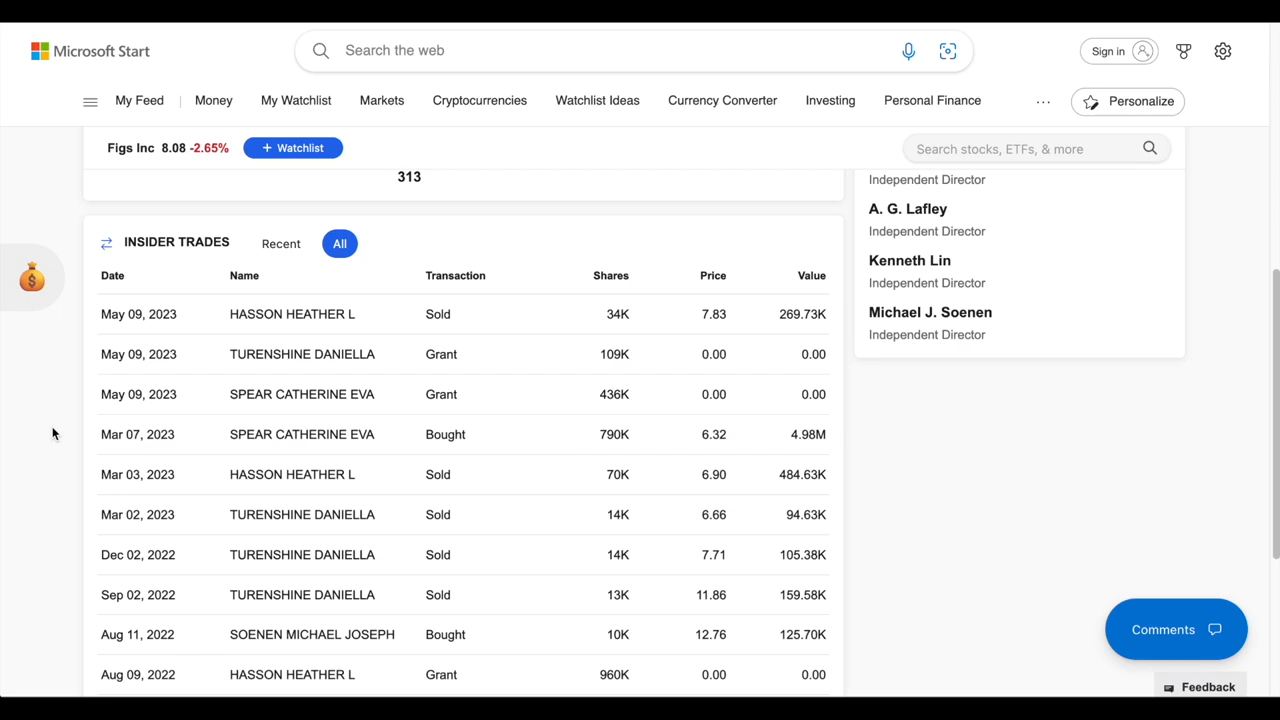 Microsoft Start
Search the web
Sign in
My Feed
Money
My Watchlist
Markets
Cryptocurrencies
Watchlist Ideas
Currency Converter
Investing
Personal Finance
...
Personalize
Figs Inc 8.08 -2.65%
+ Watchlist
Search stocks, ETFs, & more
313
INSIDER TRADES Recent All
Date Name Transaction Shares Price Value
May 09, 2023 HASSON HEATHER L Sold 34K 7.83 269.73K
May 09, 2023 TURENSHINE DANIELLA Grant 109K 0.00 0.00
May 09, 2023 SPEAR CATHERINE EVA Grant 436K 0.00 0.00
Mar 07, 2023 SPEAR CATHERINE EVA Bought 790K 6.32 4.98M
Mar 03, 2023 HASSON HEATHER L Sold 70K 6.90 484.63K
Mar 02, 2023 TURENSHINE DANIELLA Sold 14K 6.66 94.63K
Dec 02, 2022 TURENSHINE DANIELLA Sold 14K 7.71 105.38K
Sep 02, 2022 TURENSHINE DANIELLA Sold 13K 11.86 159.58K
Aug 11, 2022 SOENEN MICHAEL JOSEPH Bought 10K 12.76 125.70K
Aug 09, 2022 HASSON HEATHER L Grant 960K 0.00 0.00
Independent Director
A. G. Lafley
Independent Director
Kenneth Lin
Independent Director
Michael J. Soenen
Independent Director
Comments
Feedback